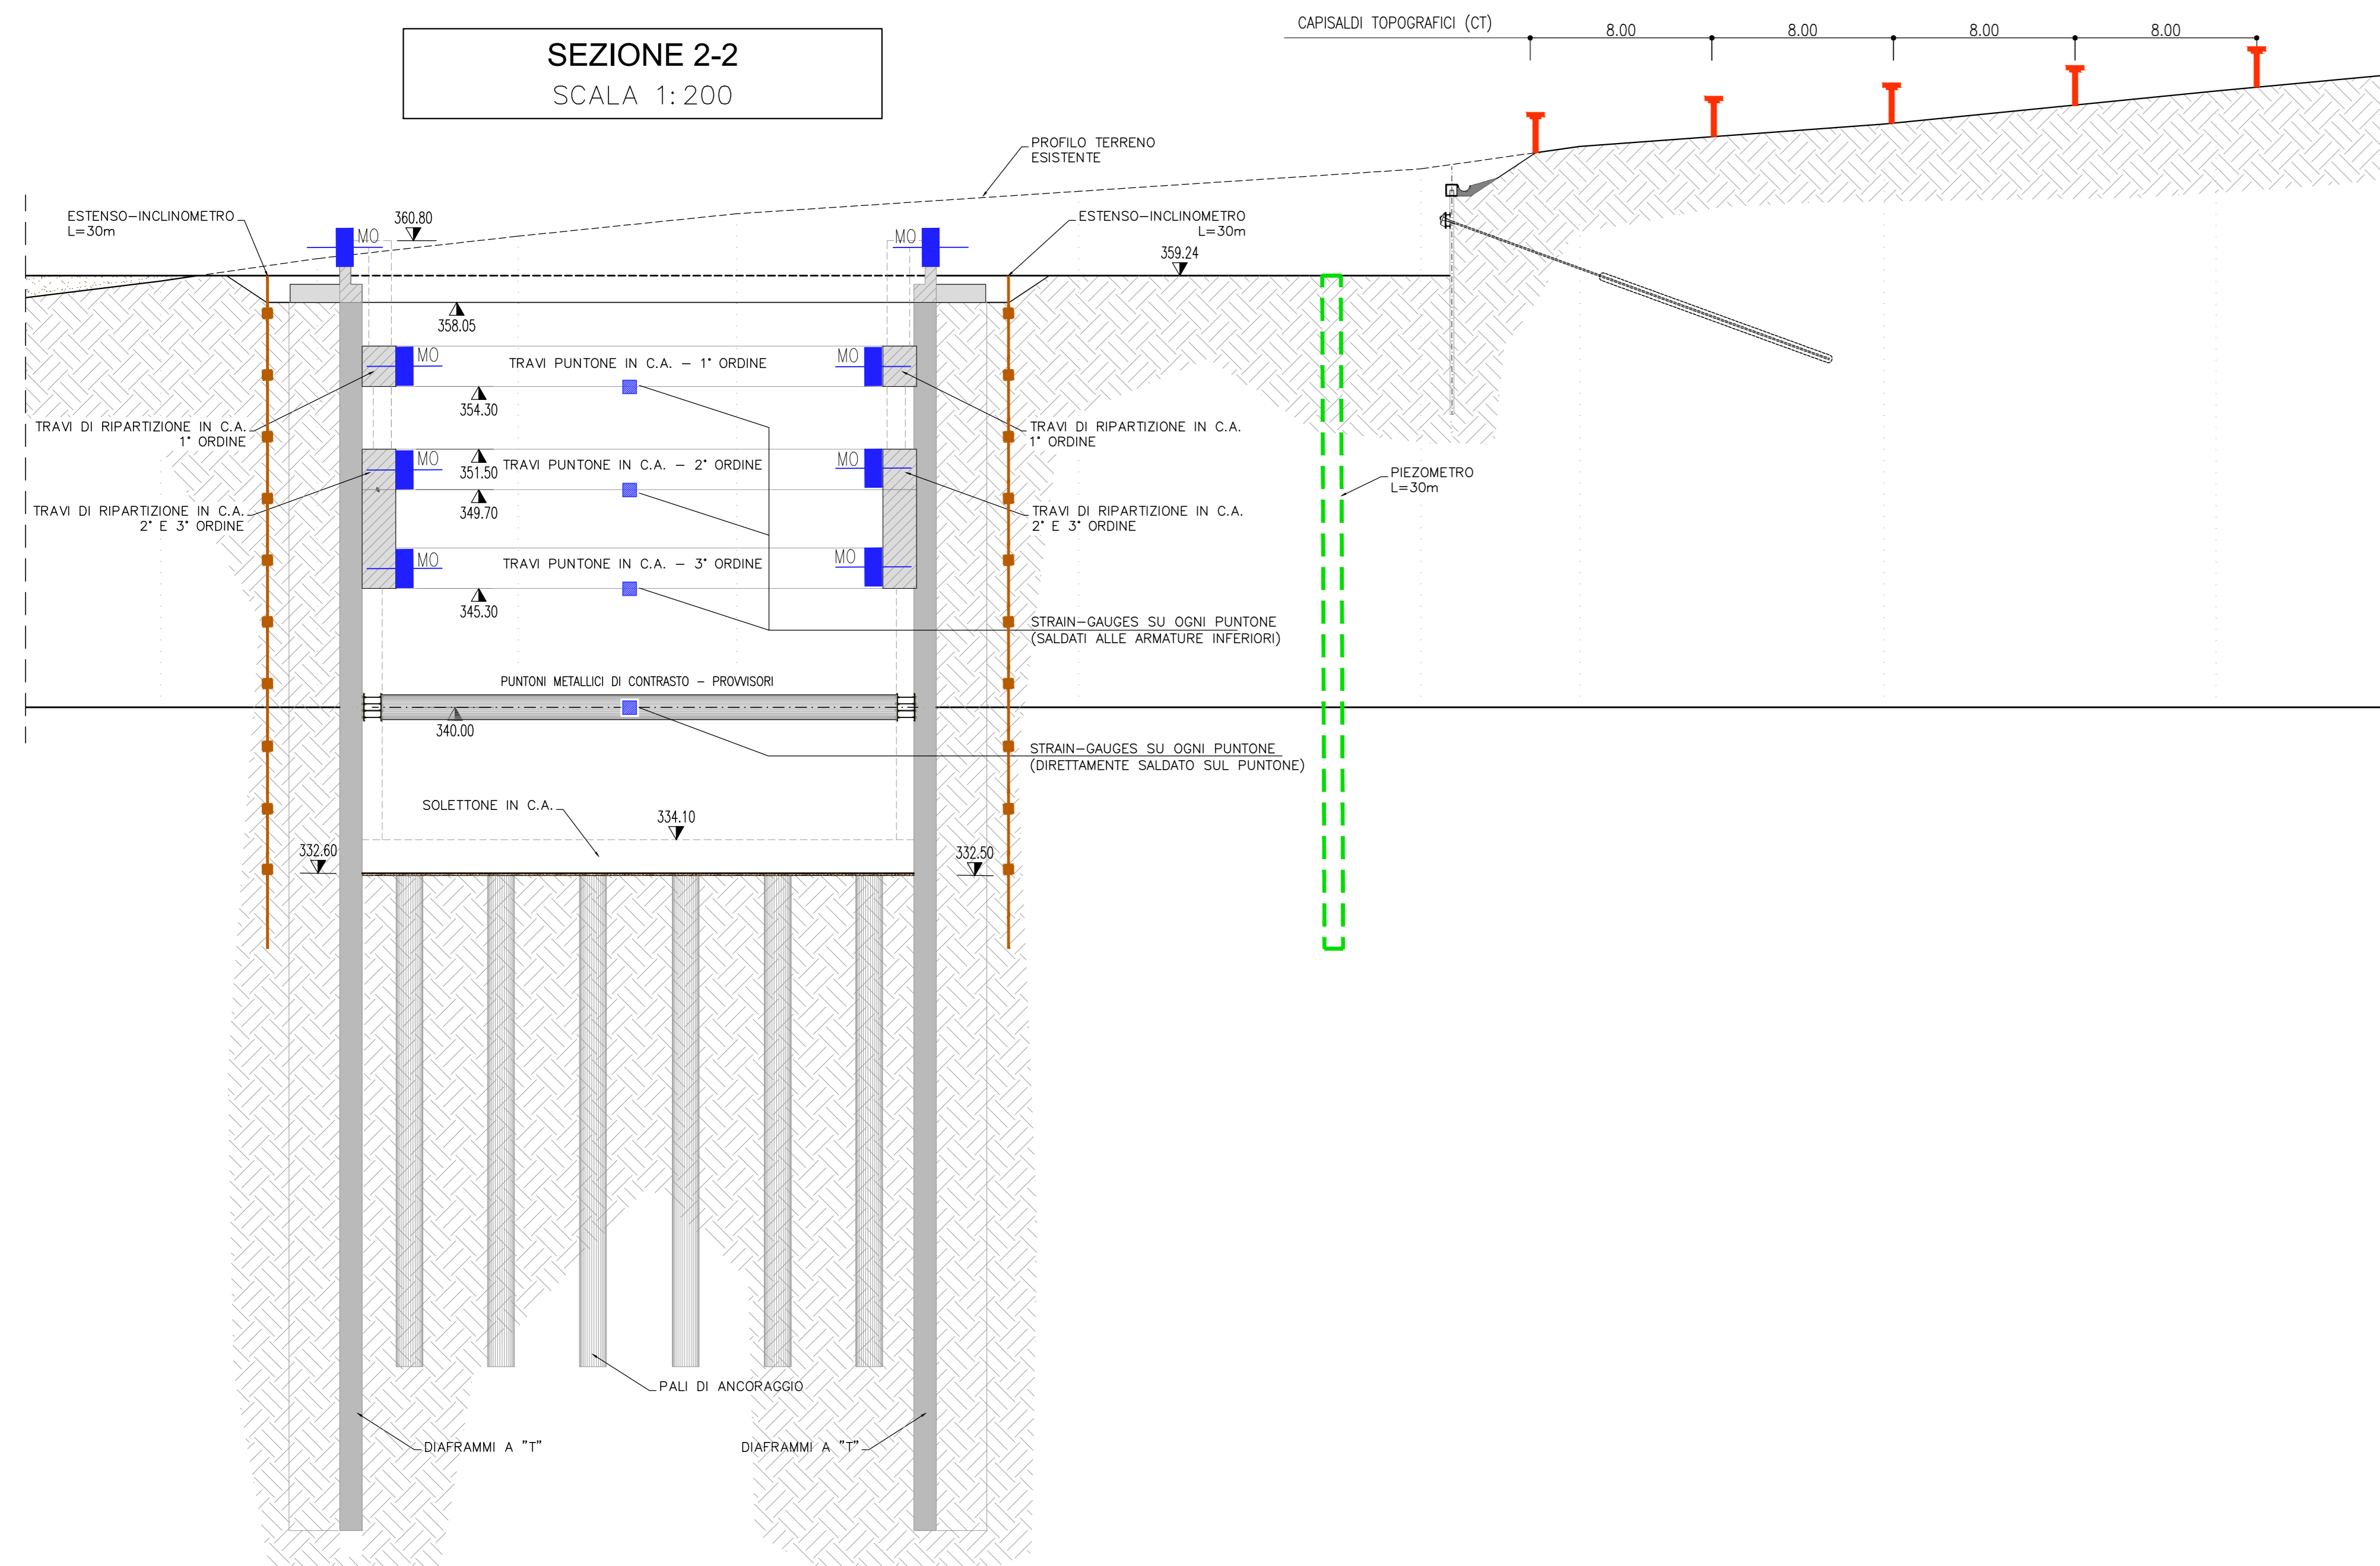 SEZIONE 2-2
SCALA 1:200
CAPISALDI TOPOGRAFICI (CT)
8.00
8.00
8.00
8.00
PROFILO TERRENO
ESISTENTE
ESTENSO-INCLINOMETRO
L=30m
360.80
MO
MO
ESTENSO-INCLINOMETRO
L=30m
359.24
358.05
MO
TRAVI PUNTONE IN C.A. - 1° ORDINE
MO
354.30
TRAVI DI RIPARTIZIONE IN C.A.
1° ORDINE
TRAVI DI RIPARTIZIONE IN C.A.
1° ORDINE
MO
351.50
TRAVI PUNTONE IN C.A. - 2° ORDINE
MO
PIEZOMETRO
L=30m
349.70
TRAVI DI RIPARTIZIONE IN C.A.
2° E 3° ORDINE
TRAVI DI RIPARTIZIONE IN C.A.
2° E 3° ORDINE
MO
TRAVI PUNTONE IN C.A. - 3° ORDINE
MO
345.30
STRAIN-GAUGES SU OGNI PUNTONE
(SALDATI ALLE ARMATURE INFERIORI)
PUNTONI METALLICI DI CONTRASTO - PROVVISORI
340.00
STRAIN-GAUGES SU OGNI PUNTONE
(DIRETTAMENTE SALDATO SUL PUNTONE)
SOLETTONE IN C.A.
334.10
332.60
332.50
PALI DI ANCORAGGIO
DIAFRAMMI A "T"
DIAFRAMMI A "T"